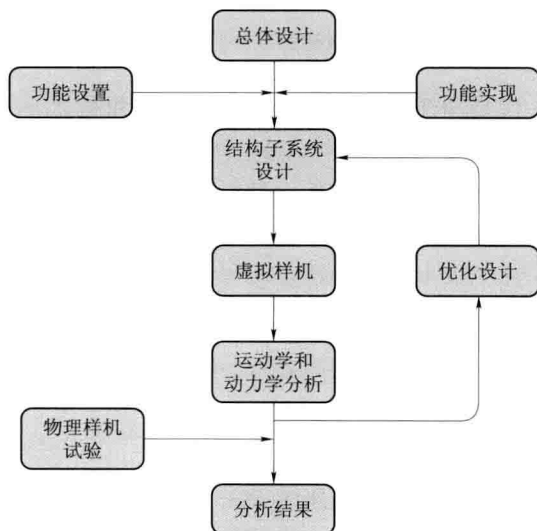 总体设计
功能设置
功能实现
结构子系统
设计
虚拟样机
优化设计
运动学和
动力学分析
物理样机
试验
分析结果